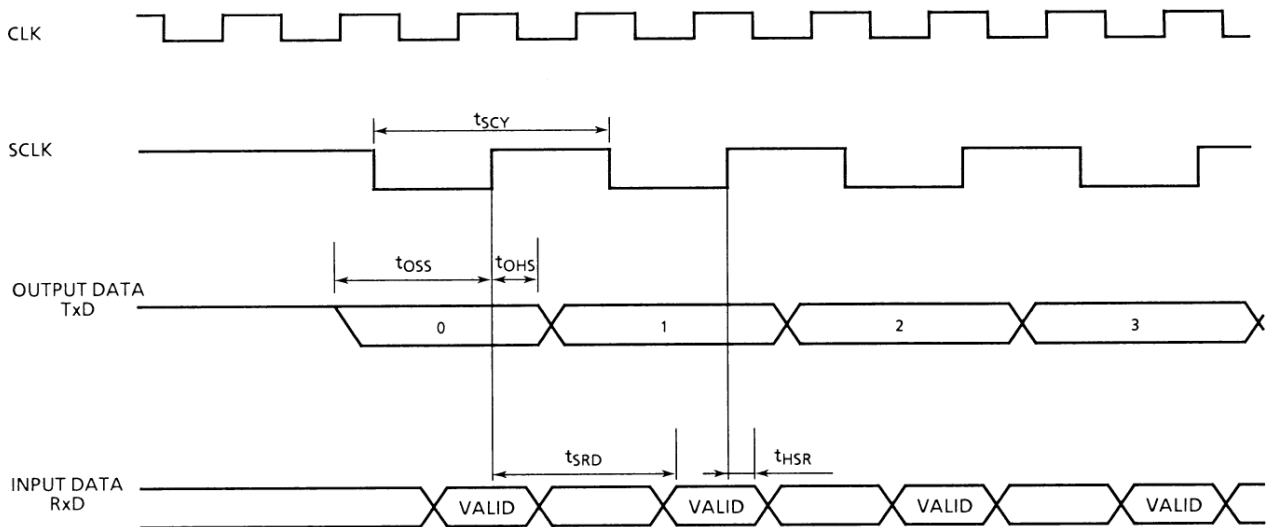 CLK
tSCY
SCLK
tOSS tOHS
OUTPUT DATA
TxD
0 1 2 3
tSRD tHSR
INPUT DATA
RxD
VALID VALID VALID VALID